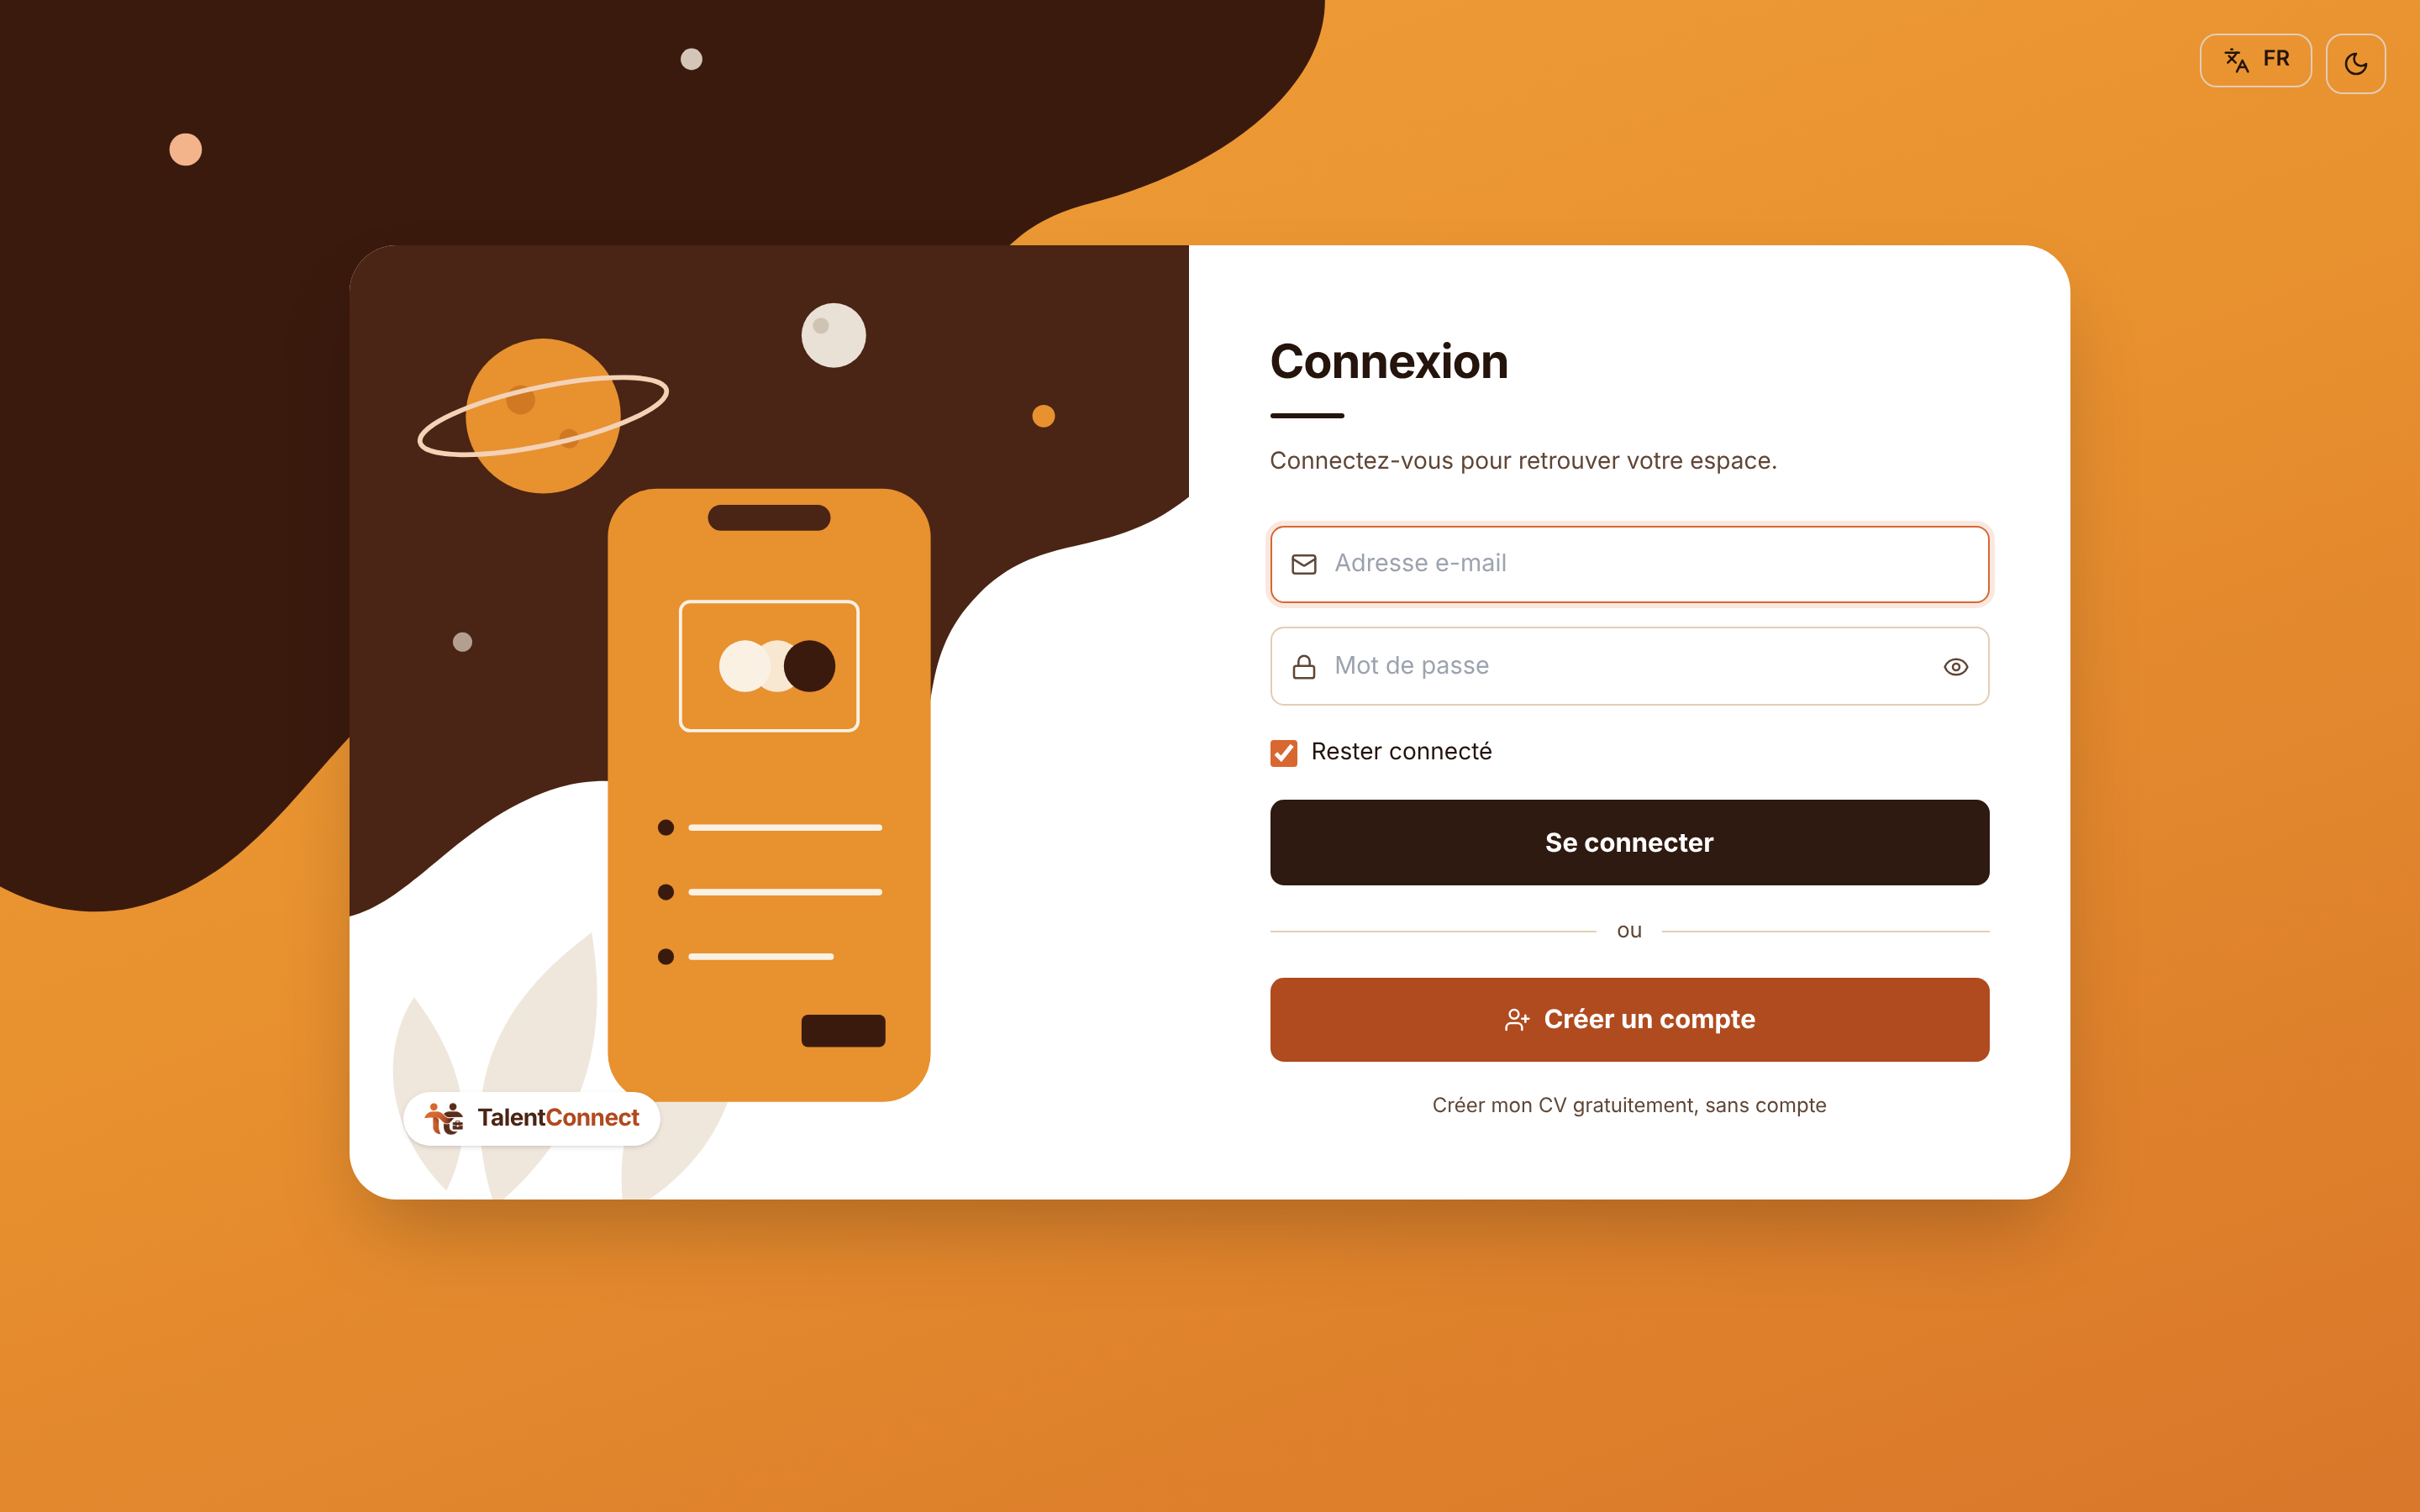 FR
Connexion
Connectez-vous pour retrouver votre espace.
Adresse e-mail
Mot de passe
Rester connecté
Se connecter
ou
Créer un compte
Créer mon CV gratuitement, sans compte
TalentConnect